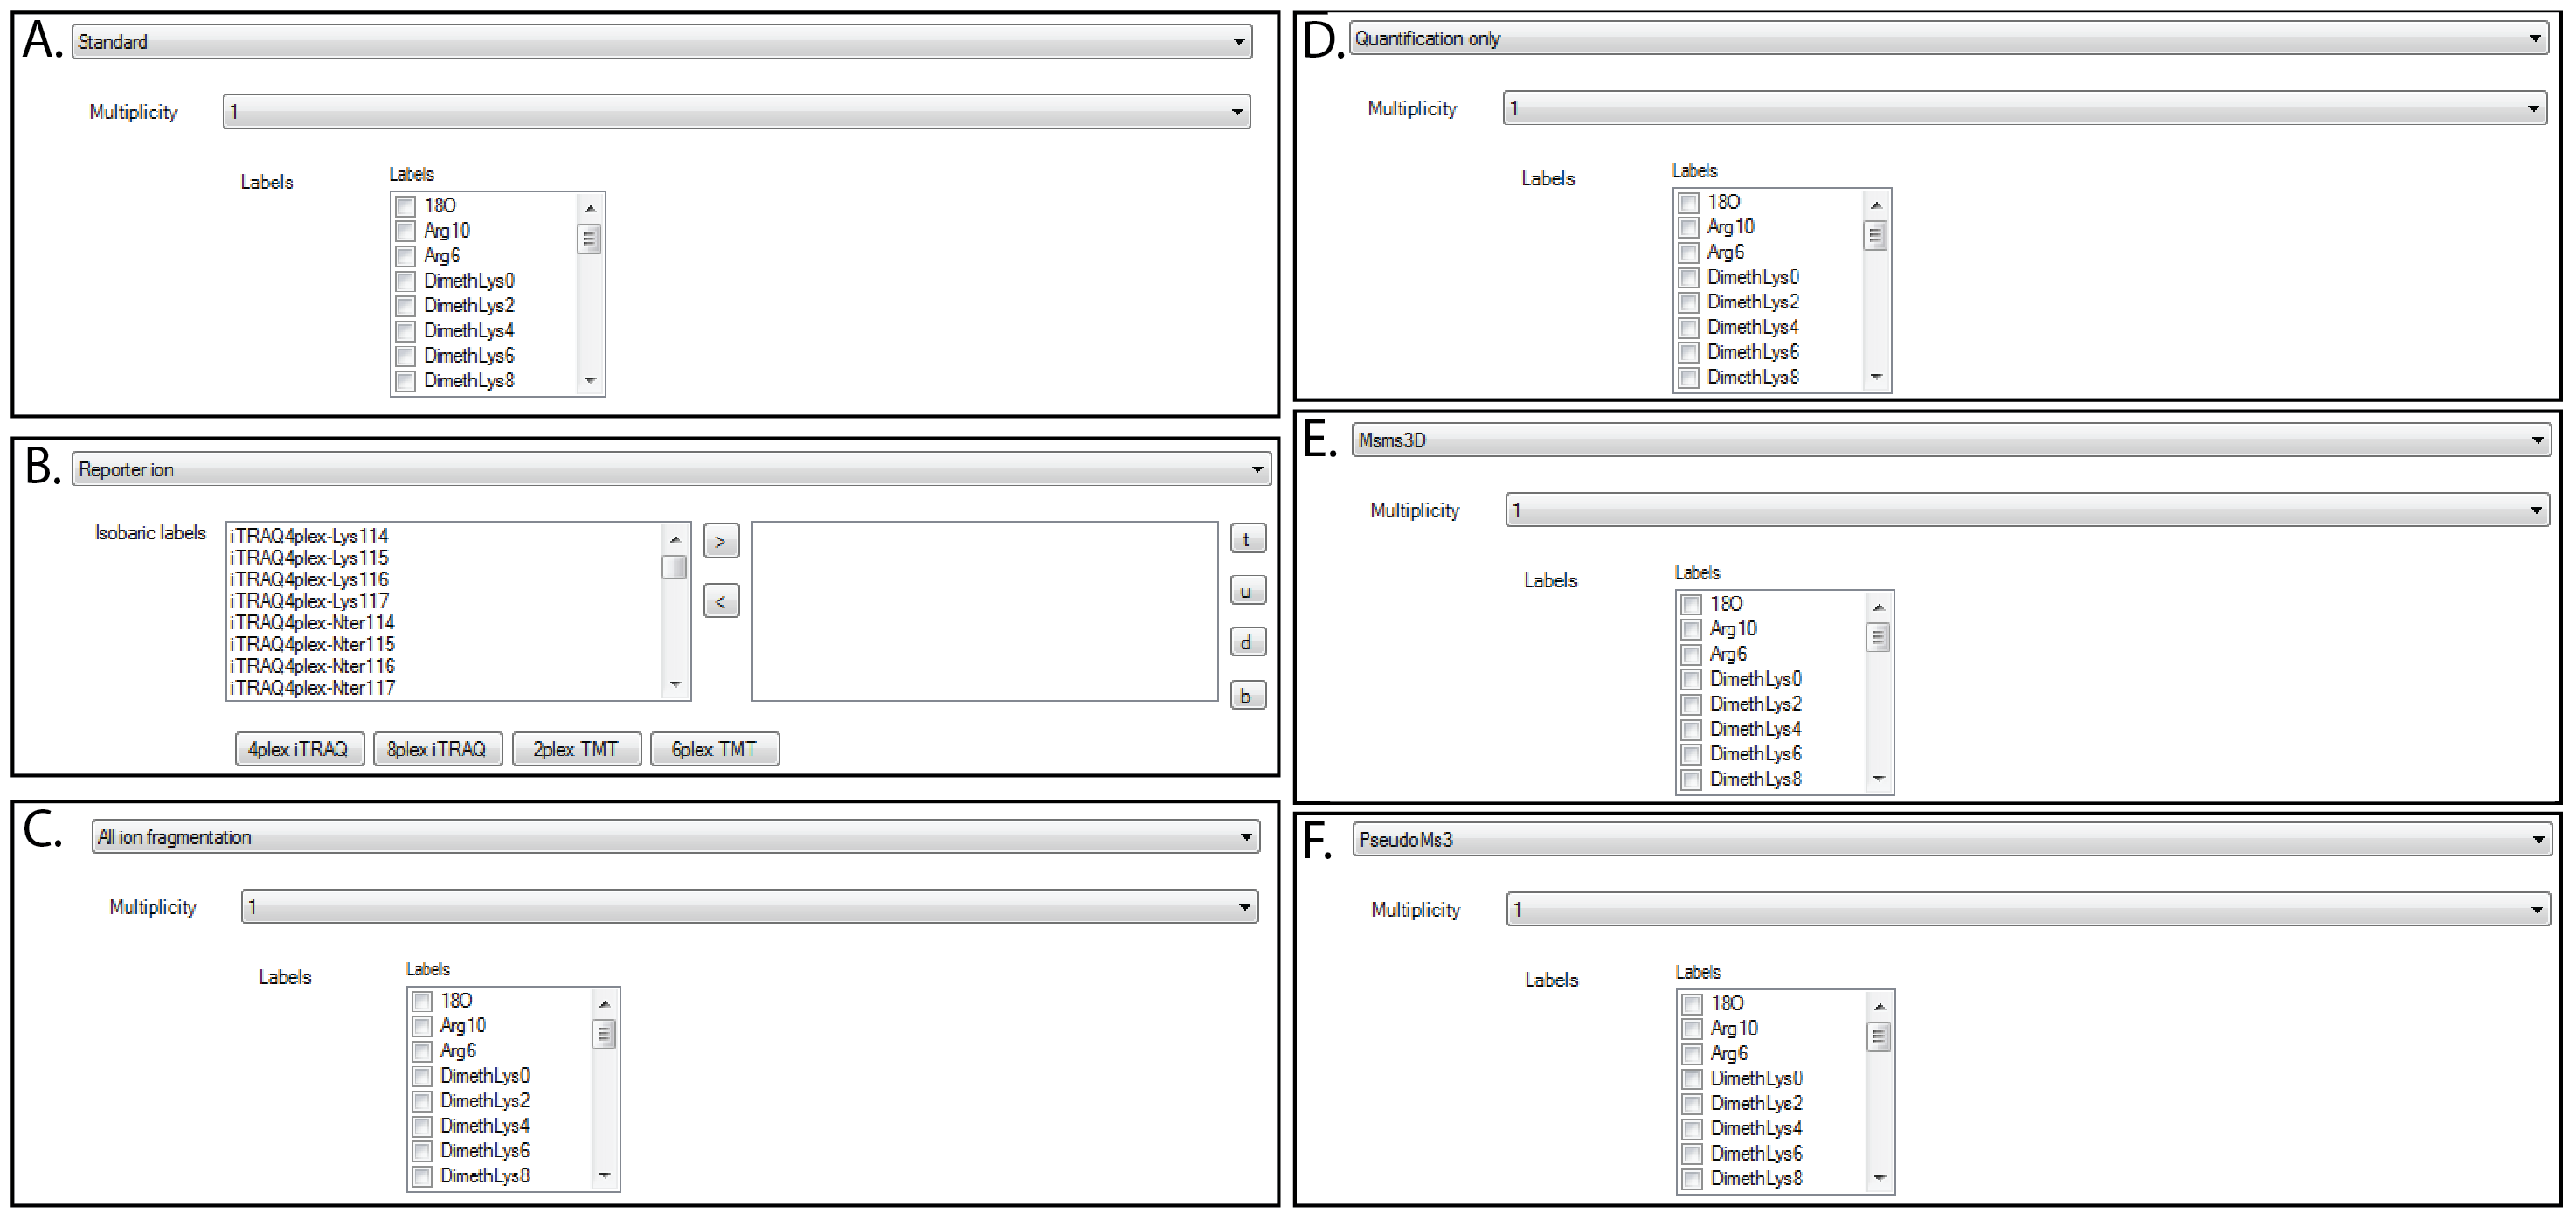 A. Standard
Multiplicity 1
Labels
Labels
18O
Arg10
Arg6
DimethLys0
DimethLys2
DimethLys4
DimethLys6
DimethLys8
B. Reporter ion
Isobaric labels
iTRAQ4plex-Lys114
iTRAQ4plex-Lys115
iTRAQ4plex-Lys116
iTRAQ4plex-Lys117
iTRAQ4plex-Nter114
iTRAQ4plex-Nter115
iTRAQ4plex-Nter116
iTRAQ4plex-Nter117
>
<
t
u
d
b
4plex iTRAQ 8plex iTRAQ 2plex TMT 6plex TMT
C. All ion fragmentation
Multiplicity 1
Labels
Labels
18O
Arg10
Arg6
DimethLys0
DimethLys2
DimethLys4
DimethLys6
DimethLys8
D. Quantification only
Multiplicity 1
Labels
Labels
18O
Arg10
Arg6
DimethLys0
DimethLys2
DimethLys4
DimethLys6
DimethLys8
E. Msms3D
Multiplicity 1
Labels
Labels
18O
Arg10
Arg6
DimethLys0
DimethLys2
DimethLys4
DimethLys6
DimethLys8
F. PseudoMs3
Multiplicity 1
Labels
Labels
18O
Arg10
Arg6
DimethLys0
DimethLys2
DimethLys4
DimethLys6
DimethLys8